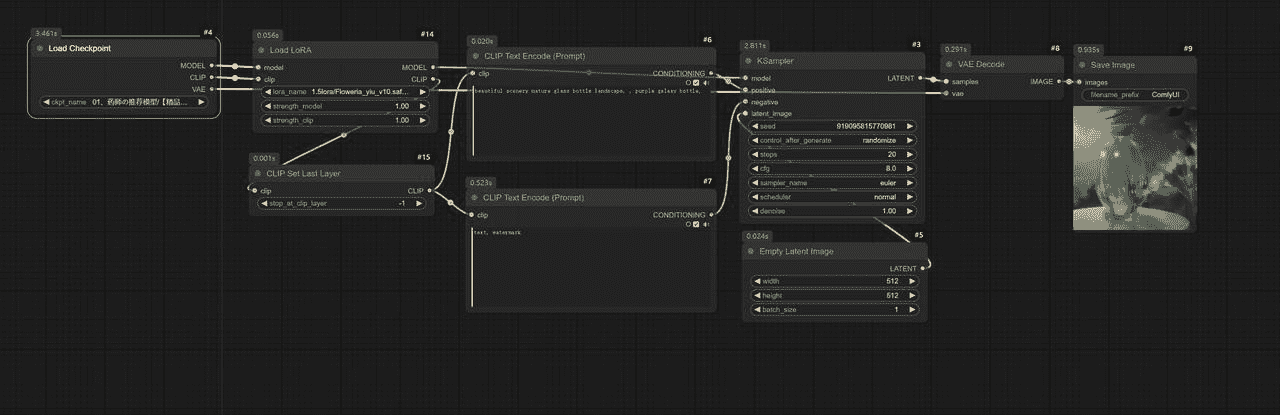 3.461s
#4
Load Checkpoint
MODEL
CLIP
VAE
ckpt_name 01、药師の推荐模型/【精品...
0.056s
#14
Load LoRA
model MODEL
clip CLIP
lora_name 1.5lora/Floweria_yiu_v10.saf...
strength_model 1.00
strength_clip 1.00
0.001s
#15
CLIP Set Last Layer
clip CLIP
stop_at_clip_layer -1
0.020s
#6
CLIP Text Encode (Prompt)
clip CONDITIONING
beautiful scenery nature glass bottle landscape, , purple galaxy bottle,
0.523s
#7
CLIP Text Encode (Prompt)
clip CONDITIONING
text, watermark
2.811s
#3
KSampler
model LATENT
positive
negative
latent_image
seed 919095815770981
control_after_generate randomize
steps 20
cfg 8.0
sampler_name euler
scheduler normal
denoise 1.00
0.024s
#5
Empty Latent Image
LATENT
width 512
height 512
batch_size 1
0.291s
#8
VAE Decode
samples IMAGE
vae
0.935s
#9
Save Image
images
filename_prefix ComfyUI